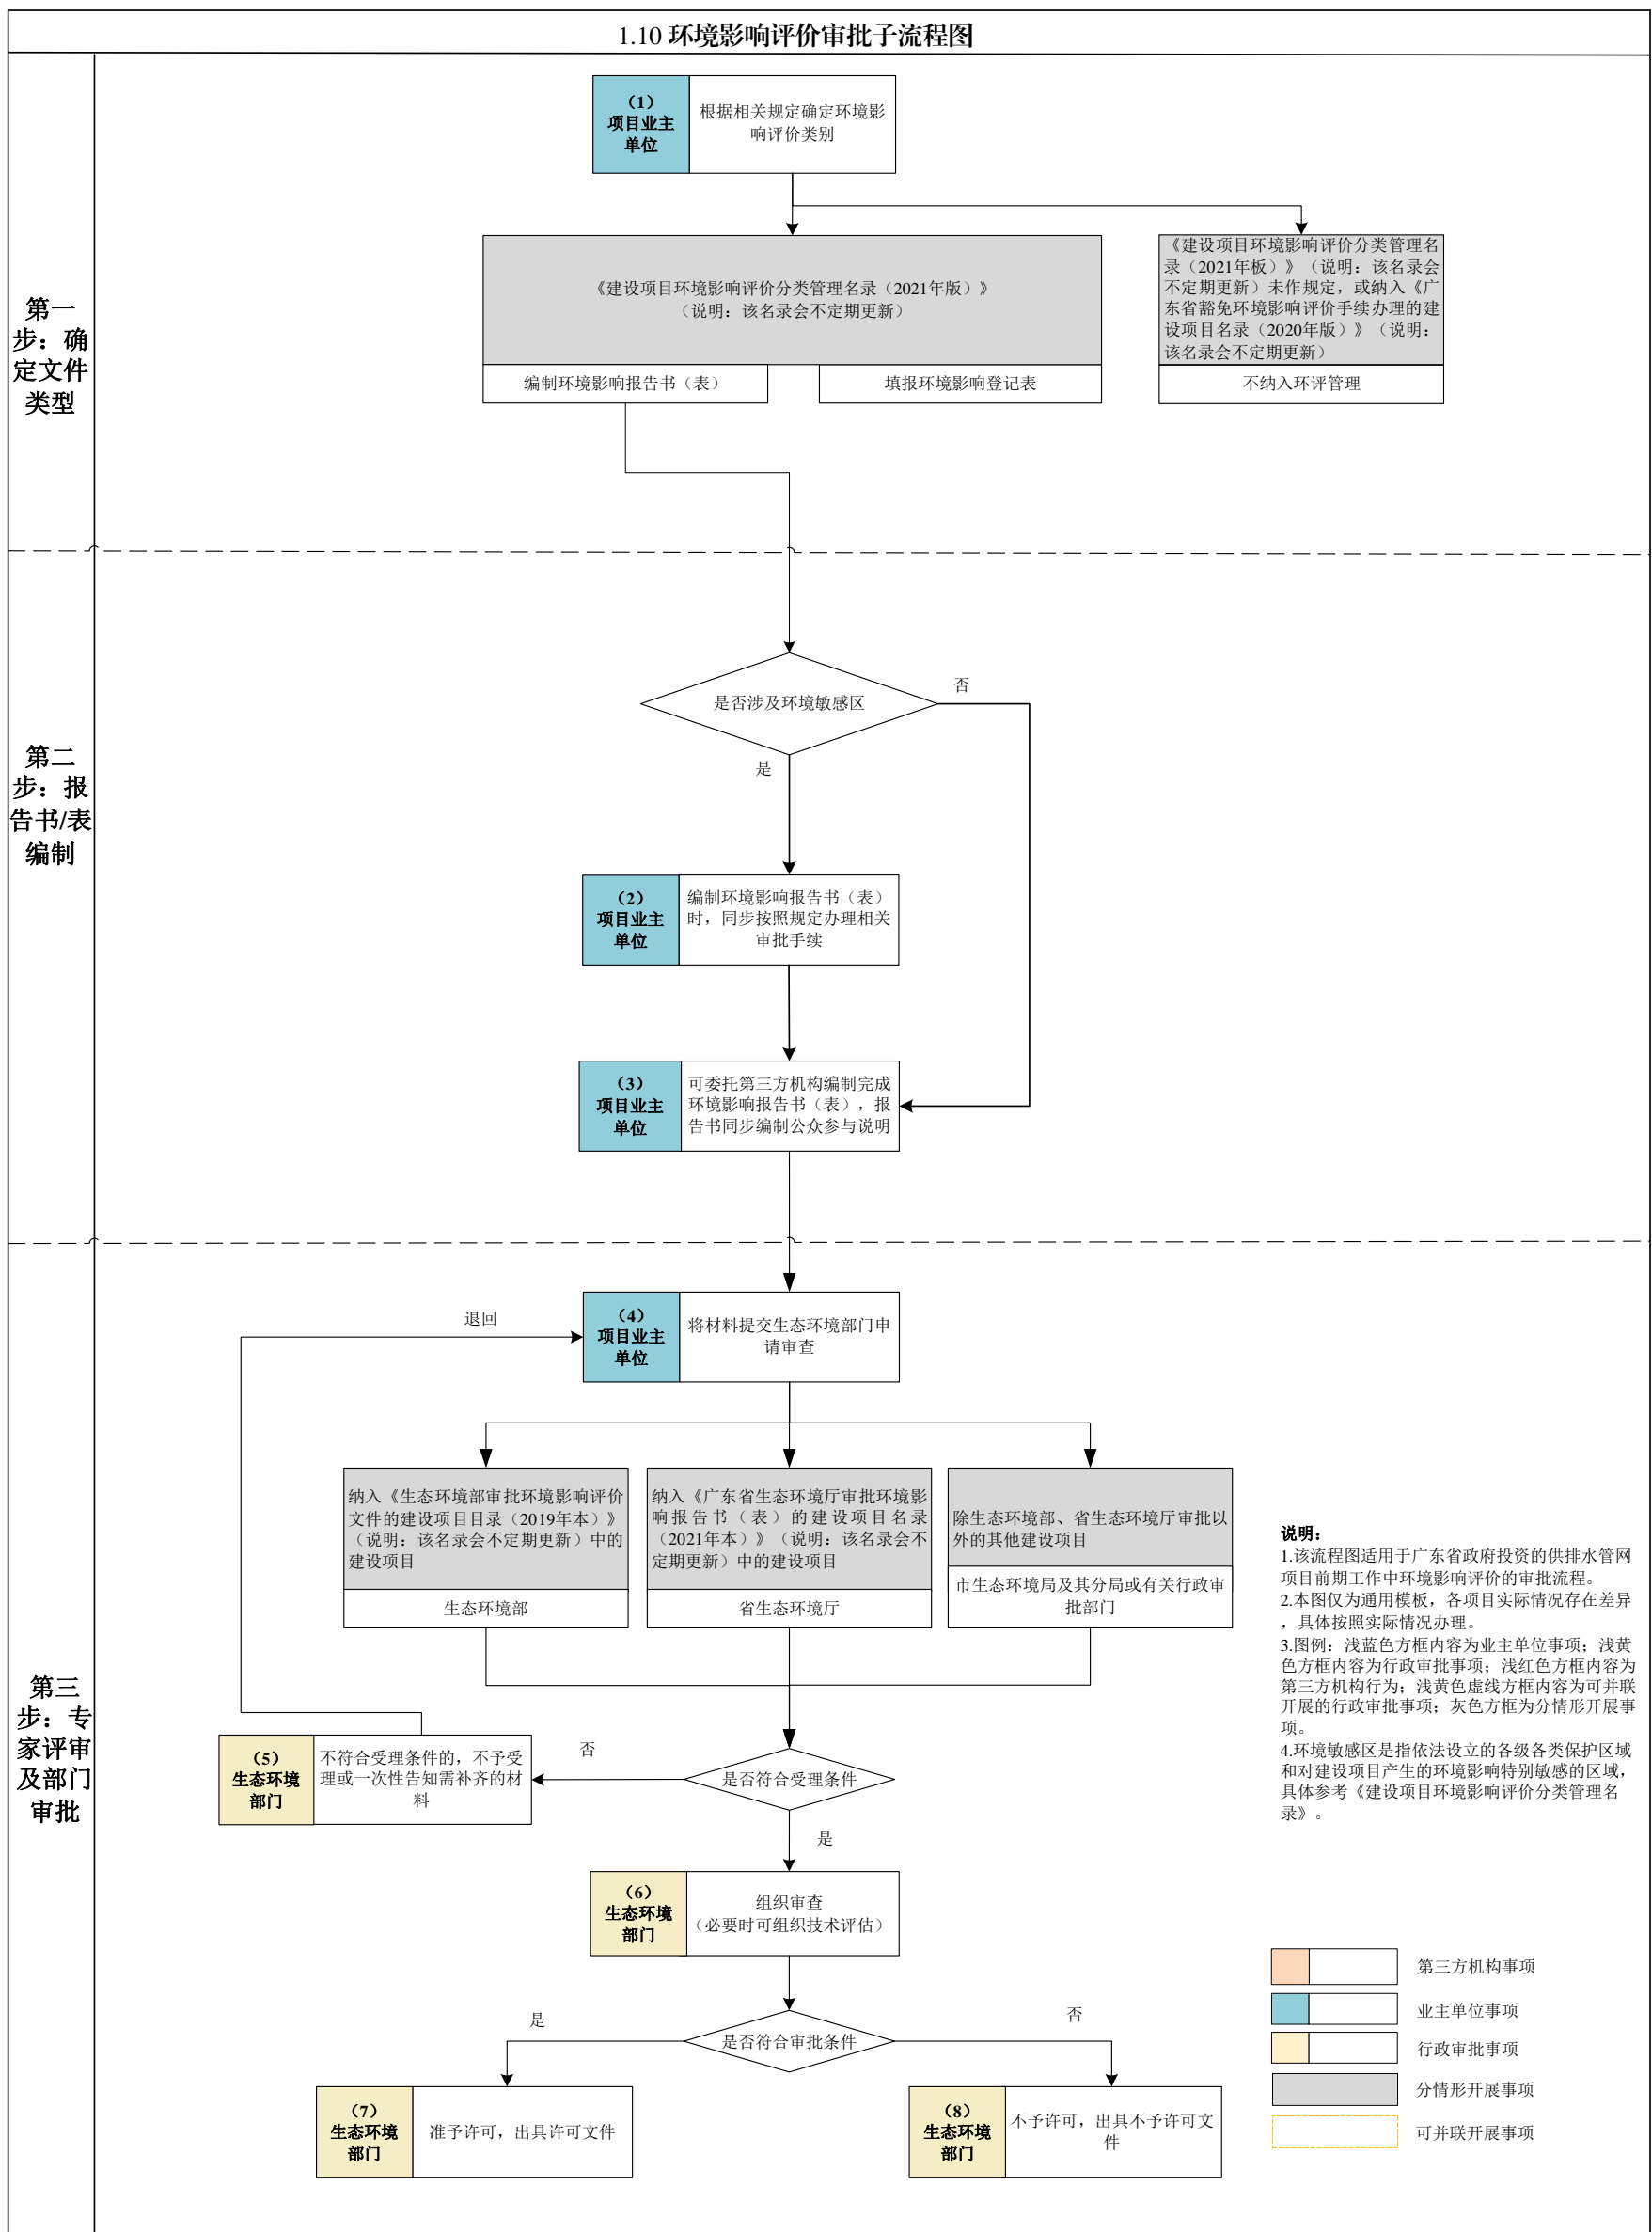 1.10 环境影响评价审批子流程图
第一
步：确
定文件
类型
（1）
项目业主
单位
根据相关规定确定环境影
响评价类别
《建设项目环境影响评价分类管理名录（2021年版）》
（说明：该名录会不定期更新）
编制环境影响报告书（表）
填报环境影响登记表
《建设项目环境影响评价分类管理名
录（2021年板）》（说明：该名录会
不定期更新）未作规定，或纳入《广
东省豁免环境影响评价手续办理的建
设项目名录（2020年版）》（说明：
该名录会不定期更新）
不纳入环评管理
第二
步：报
告书/表
编制
是否涉及环境敏感区
否
是
（2）
项目业主
单位
编制环境影响报告书（表）
时，同步按照规定办理相关
审批手续
（3）
项目业主
单位
可委托第三方机构编制完成
环境影响报告书（表），报
告书同步编制公众参与说明
第三
步：专
家评审
及部门
审批
退回
（4）
项目业主
单位
将材料提交生态环境部门申
请审查
纳入《生态环境部审批环境影响评价
文件的建设项目目录（2019年本）》
（说明：该名录会不定期更新）中的
建设项目
生态环境部
纳入《广东省生态环境厅审批环境影
响报告书（表）的建设项目名录
（2021年本）》（说明：该名录会不
定期更新）中的建设项目
省生态环境厅
除生态环境部、省生态环境厅审批以
外的其他建设项目
市生态环境局及其分局或有关行政审
批部门
是否符合受理条件
否
（5）
生态环境
部门
不符合受理条件的，不予受
理或一次性告知需补齐的材
料
是
（6）
生态环境
部门
组织审查
（必要时可组织技术评估）
是否符合审批条件
是
否
（7）
生态环境
部门
准予许可，出具许可文件
（8）
生态环境
部门
不予许可，出具不予许可文
件
说明：
1.该流程图适用于广东省政府投资的供排水管网
项目前期工作中环境影响评价的审批流程。
2.本图仅为通用模板，各项目实际情况存在差异
，具体按照实际情况办理。
3.图例：浅蓝色方框内容为业主单位事项；浅黄
色方框内容为行政审批事项；浅红色方框内容为
第三方机构行为；浅黄色虚线方框内容为可并联
开展的行政审批事项；灰色方框为分情形开展事
项。
4.环境敏感区是指依法设立的各级各类保护区域
和对建设项目产生的环境影响特别敏感的区域，
具体参考《建设项目环境影响评价分类管理名
录》。
第三方机构事项
业主单位事项
行政审批事项
分情形开展事项
可并联开展事项